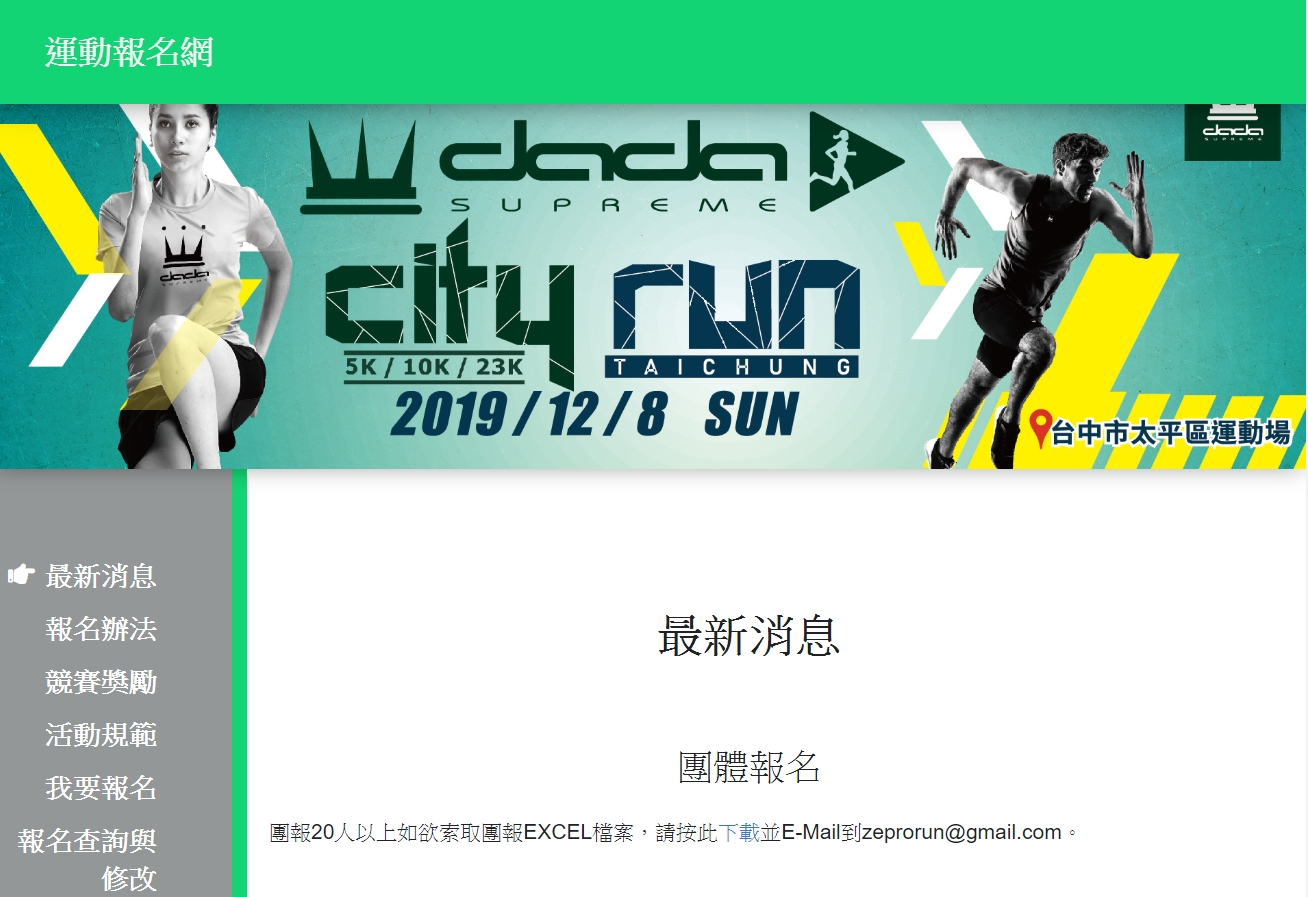 運動報名網
dada
SUPREME
dada
SUPREME
dada
city run
5K / 10K / 23K
TAICHUNG
2019/12/8 SUN
台中市太平區運動場
最新消息
報名辦法
競賽獎勵
活動規範
我要報名
報名查詢與
修改
最新消息
團體報名
團報20人以上如欲索取團報EXCEL檔案，請按此下載並E-Mail到zeprorun@gmail.com。